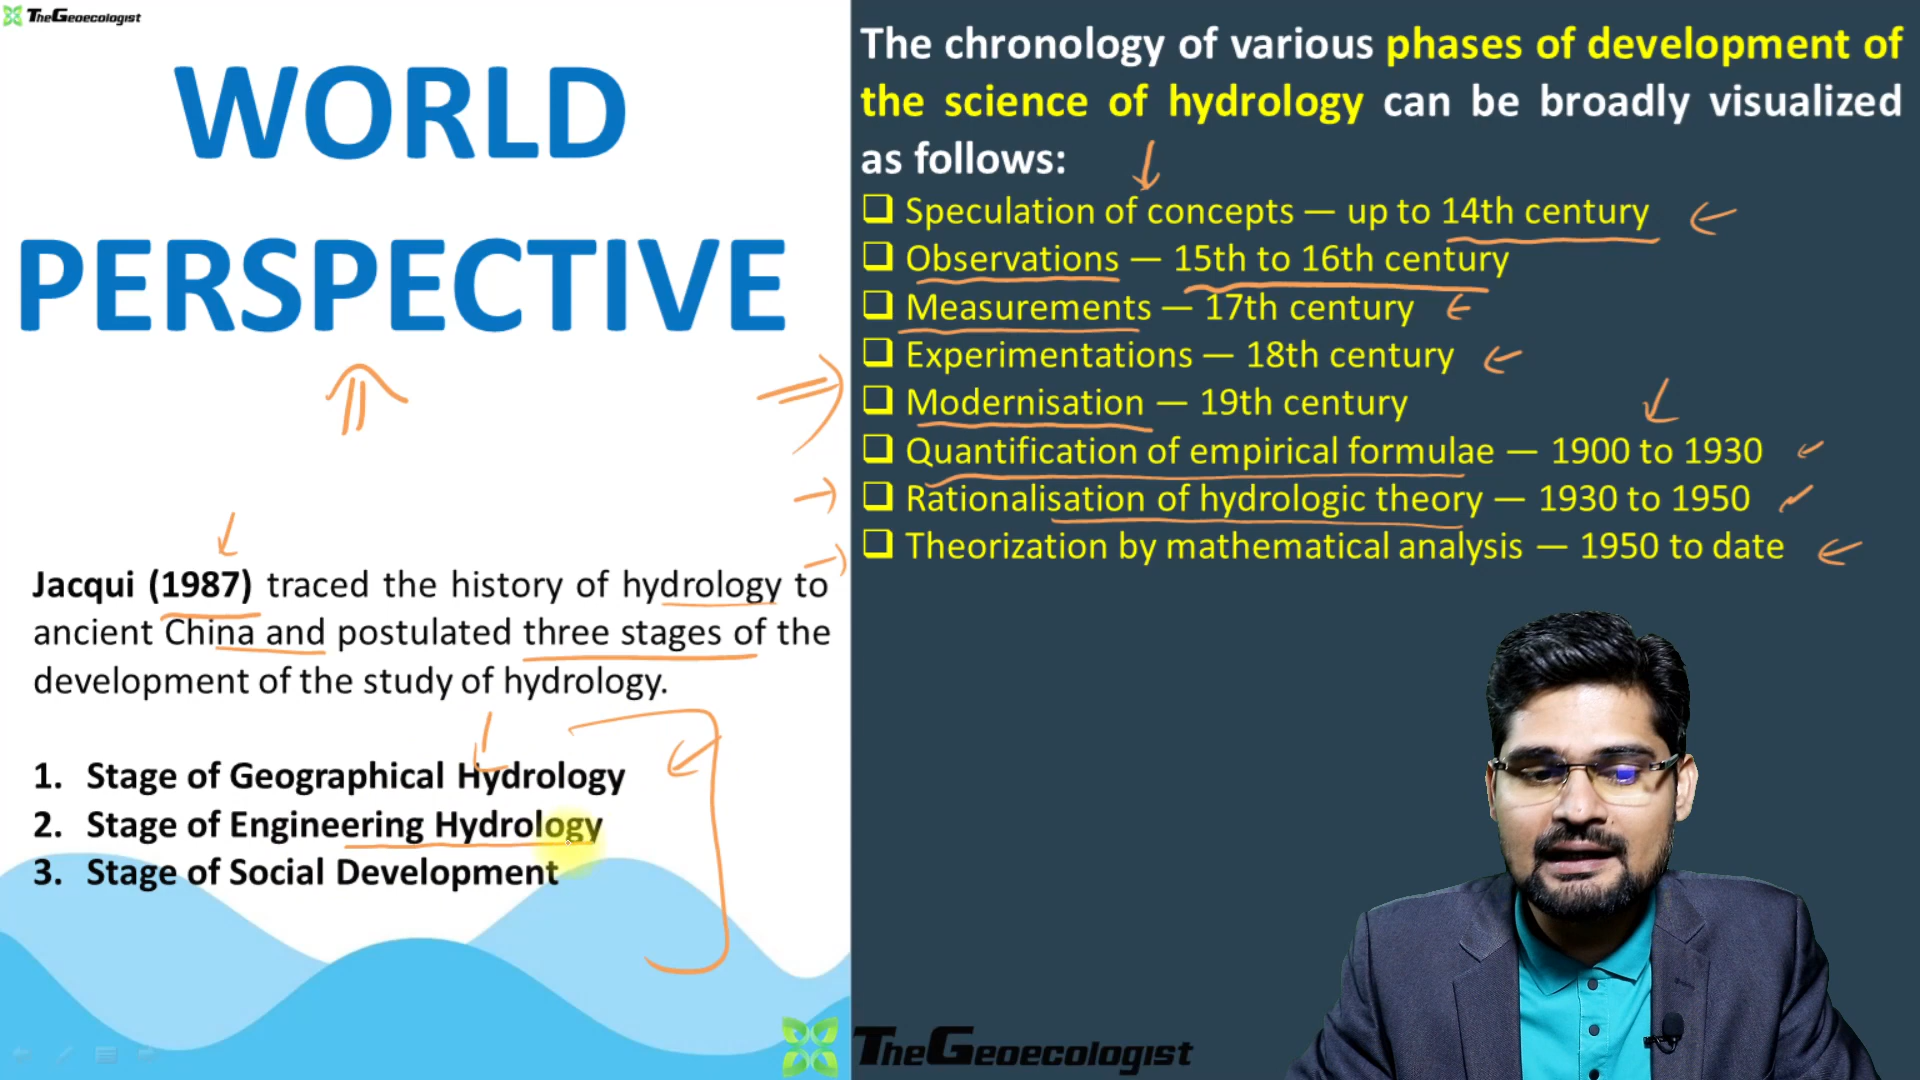 TheGeoecologist
WORLD
PERSPECTIVE
Jacqui (1987) traced the history of hydrology to
ancient China and postulated three stages of the
development of the study of hydrology.
1. Stage of Geographical Hydrology
2. Stage of Engineering Hydrology
3. Stage of Social Development
The chronology of various phases of development of
the science of hydrology can be broadly visualized
as follows:
Speculation of concepts — up to 14th century
Observations — 15th to 16th century
Measurements — 17th century
Experimentations — 18th century
Modernisation — 19th century
Quantification of empirical formulae — 1900 to 1930
Rationalisation of hydrologic theory — 1930 to 1950
Theorization by mathematical analysis — 1950 to date
TheGeoecologist